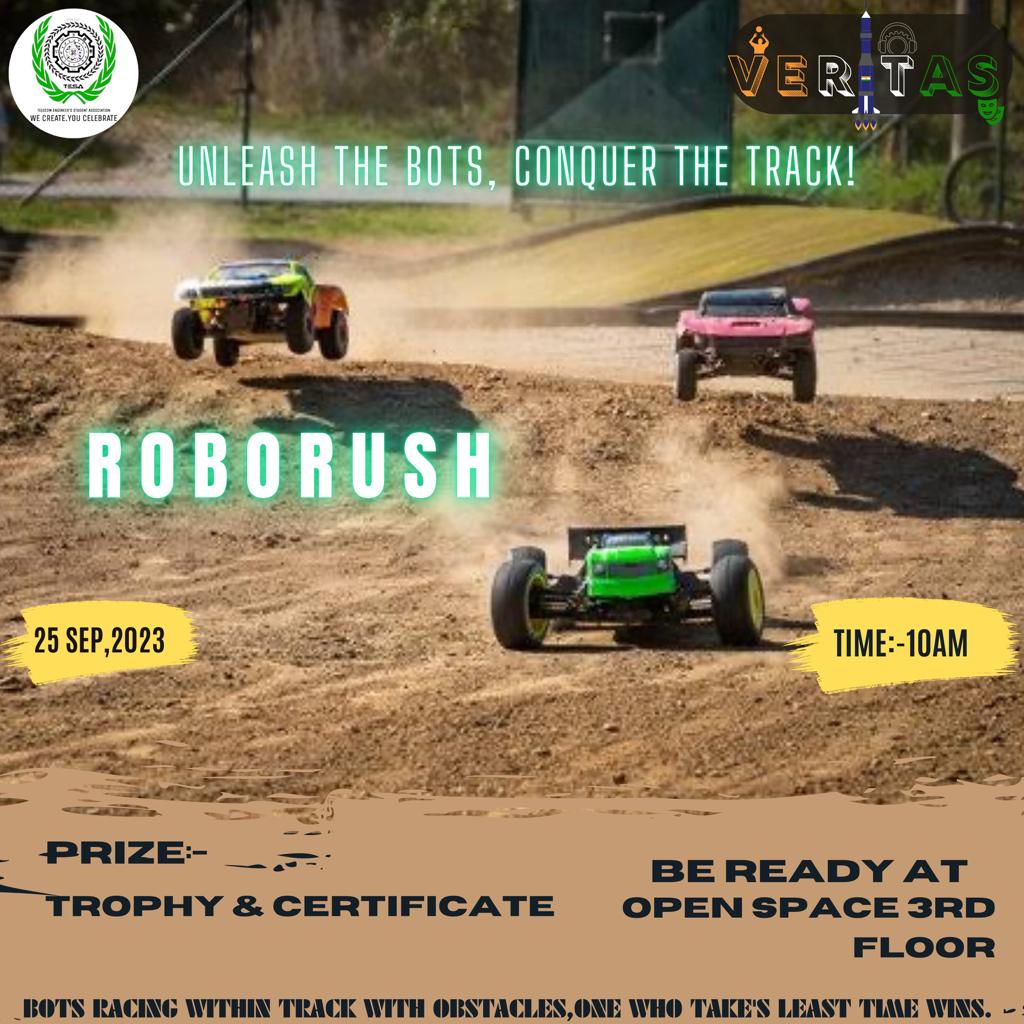 TESA
TELECOM ENGINEER'S STUDENT ASSOCIATION
WE CREATE.YOU CELEBRATE
VERITAS
UNLEASH THE BOTS, CONQUER THE TRACK!
ROBORUSH
25 SEP,2023
TIME:-10AM
PRIZE:-
TROPHY & CERTIFICATE
BE READY AT
OPEN SPACE 3RD
FLOOR
BOTS RACING WITHIN TRACK WITH OBSTACLES,ONE WHO TAKE'S LEAST TIME WINS.